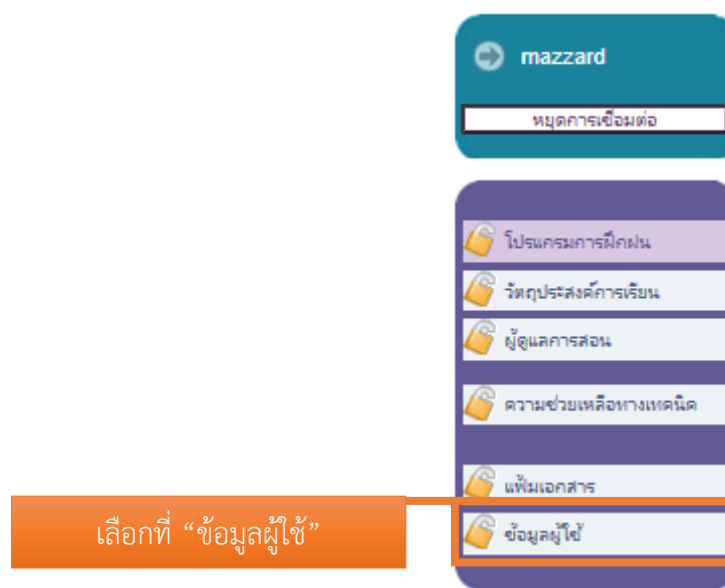 mazzard
หยุดการเชื่อมต่อ
โปรแกรมการฝึกฝน
วัตถุประสงค์การเรียน
ผู้ดูแลการสอน
ความช่วยเหลือทางเทคนิค
แฟ้มเอกสาร
เลือกที่ “ข้อมูลผู้ใช้”
ข้อมูลผู้ใช้